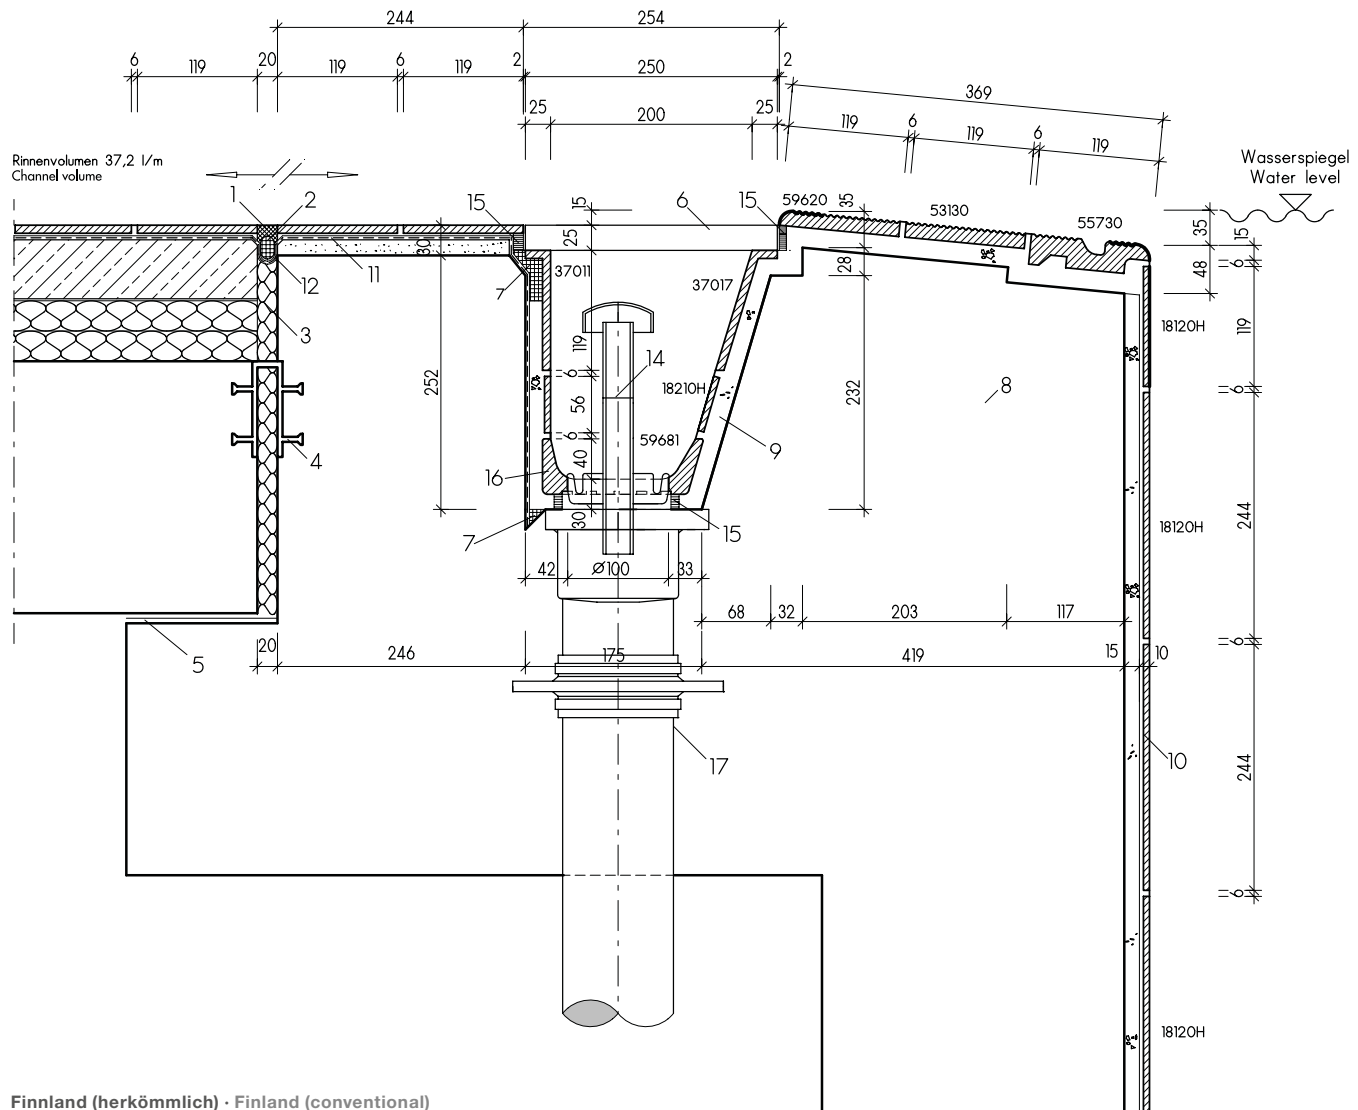 244 254
6 119 20 119 6 119 2 250 2
25 200 25
369
119 6 119 6 119
Rinnenvolumen 37,2 l/m
Channel volume
Wasserspiegel
Water level
1 2 15 15 6 15 59620 35 53130 55730 35 15
30 25 28 48 6
11 12 7 37011 37017
3 18120H 119
119 14
252 6 18210H 232 8 6
56
6 59681 9
4 40 16
30 15 18120H 244
7
42 Ø100 33
68 32 203 117
5 6
20 246 175 419 15 10
17 10 244
6
18120H
Finnland (herkömmlich) · Finland (conventional)